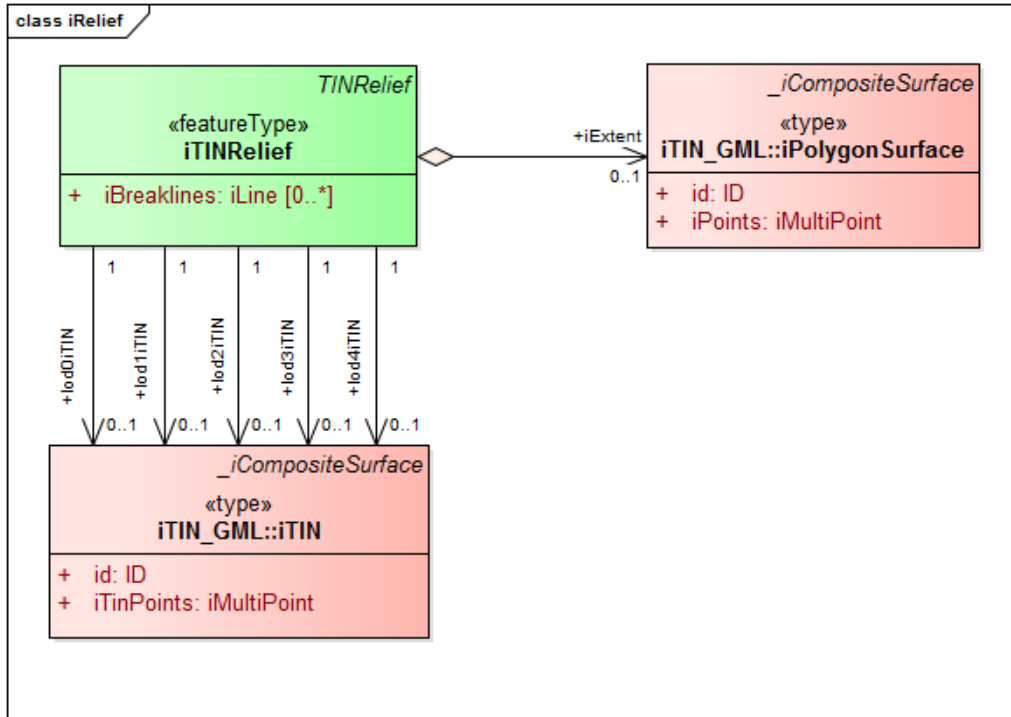 class iRelief
TINRelief
«featureType»
iTINRelief
+ iBreaklines: iLine [0..*]
+iExtent
0..1
_iCompositeSurface
«type»
iTIN_GML::iPolygonSurface
+ id: ID
+ iPoints: iMultiPoint
1 1 1 1 1
+lod0iTIN
+lod1iTIN
+lod2iTIN
+lod3iTIN
+lod4iTIN
0..1 0..1 0..1 0..1 0..1
_iCompositeSurface
«type»
iTIN_GML::iTIN
+ id: ID
+ iTinPoints: iMultiPoint